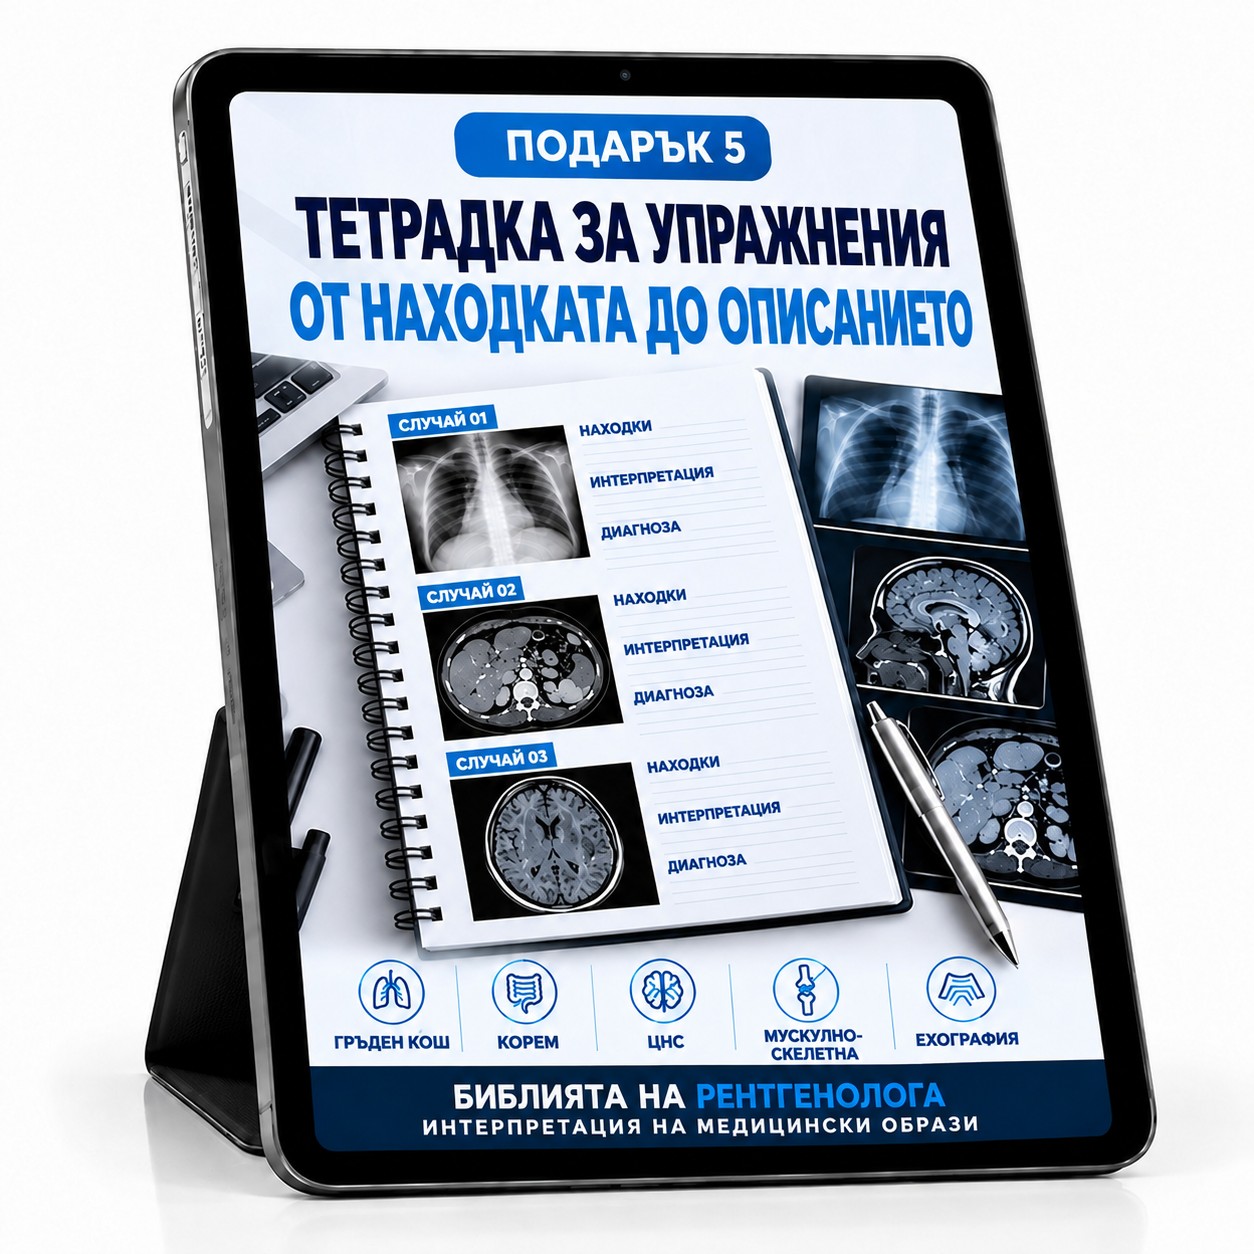 ПОДАРЪК 5
ТЕТРАДКА ЗА УПРАЖНЕНИЯ
ОТ НАХОДКАТА ДО ОПИСАНИЕТО
СЛУЧАЙ 01
НАХОДКИ
ИНТЕРПРЕТАЦИЯ
ДИАГНОЗА
СЛУЧАЙ 02
НАХОДКИ
ИНТЕРПРЕТАЦИЯ
ДИАГНОЗА
СЛУЧАЙ 03
НАХОДКИ
ИНТЕРПРЕТАЦИЯ
ДИАГНОЗА
ГРЪДЕН КОШ
КОРЕМ
ЦНС
МУСКУЛНО-
СКЕЛЕТНА
ЕХОГРАФИЯ
БИБЛИЯТА НА РЕНТГЕНОЛОГА
ИНТЕРПРЕТАЦИЯ НА МЕДИЦИНСКИ ОБРАЗИ